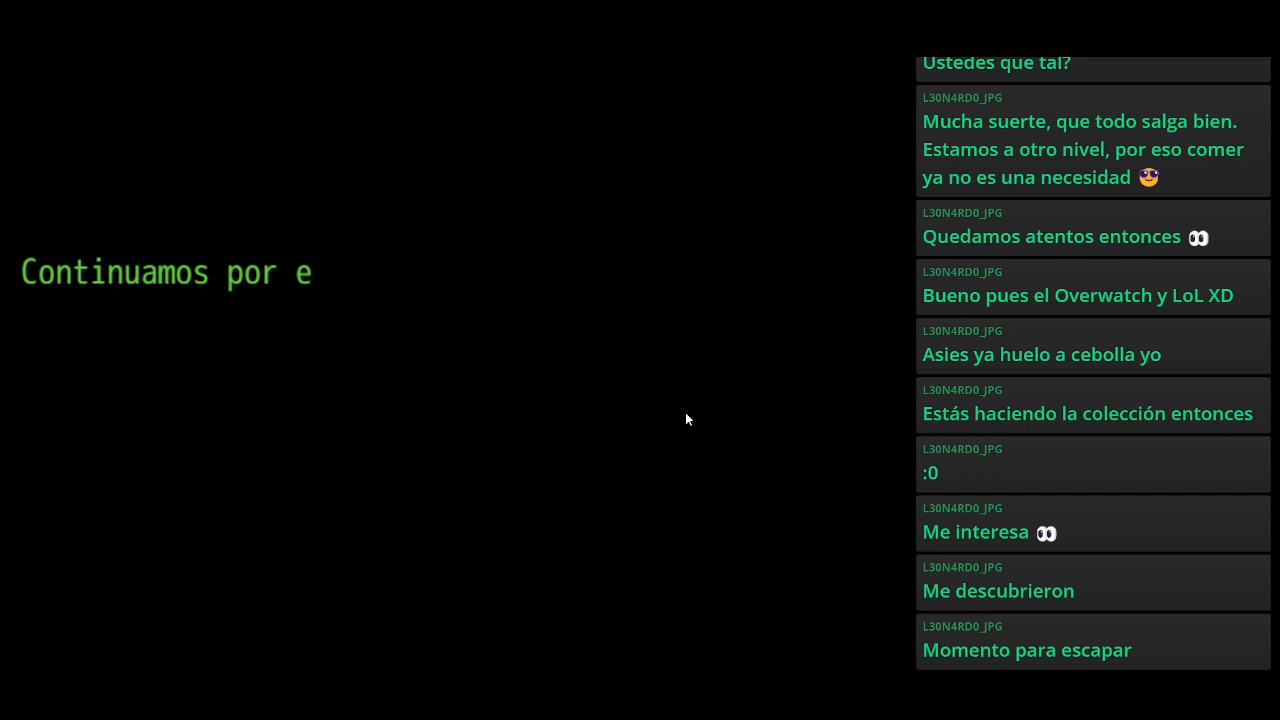 Continuamos por e
Ustedes que tal?
L30N4RD0_JPG
Mucha suerte, que todo salga bien.
Estamos a otro nivel, por eso comer
ya no es una necesidad 😎
L30N4RD0_JPG
Quedamos atentos entonces 👀
L30N4RD0_JPG
Bueno pues el Overwatch y LoL XD
L30N4RD0_JPG
Asies ya huelo a cebolla yo
L30N4RD0_JPG
Estás haciendo la colección entonces
L30N4RD0_JPG
:0
L30N4RD0_JPG
Me interesa 👀
L30N4RD0_JPG
Me descubrieron
L30N4RD0_JPG
Momento para escapar